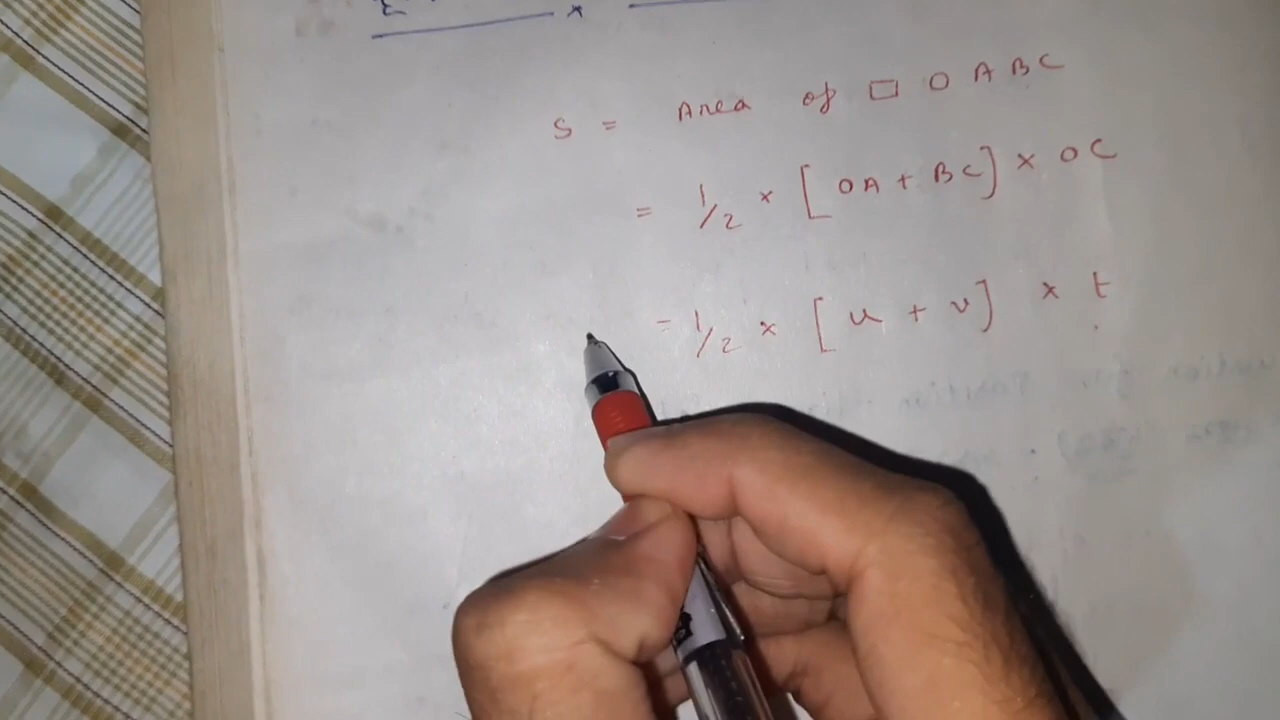 S = Area of □ OABC
= 1/2 × [OA + BC] × OC
= 1/2 × [u + v] × t